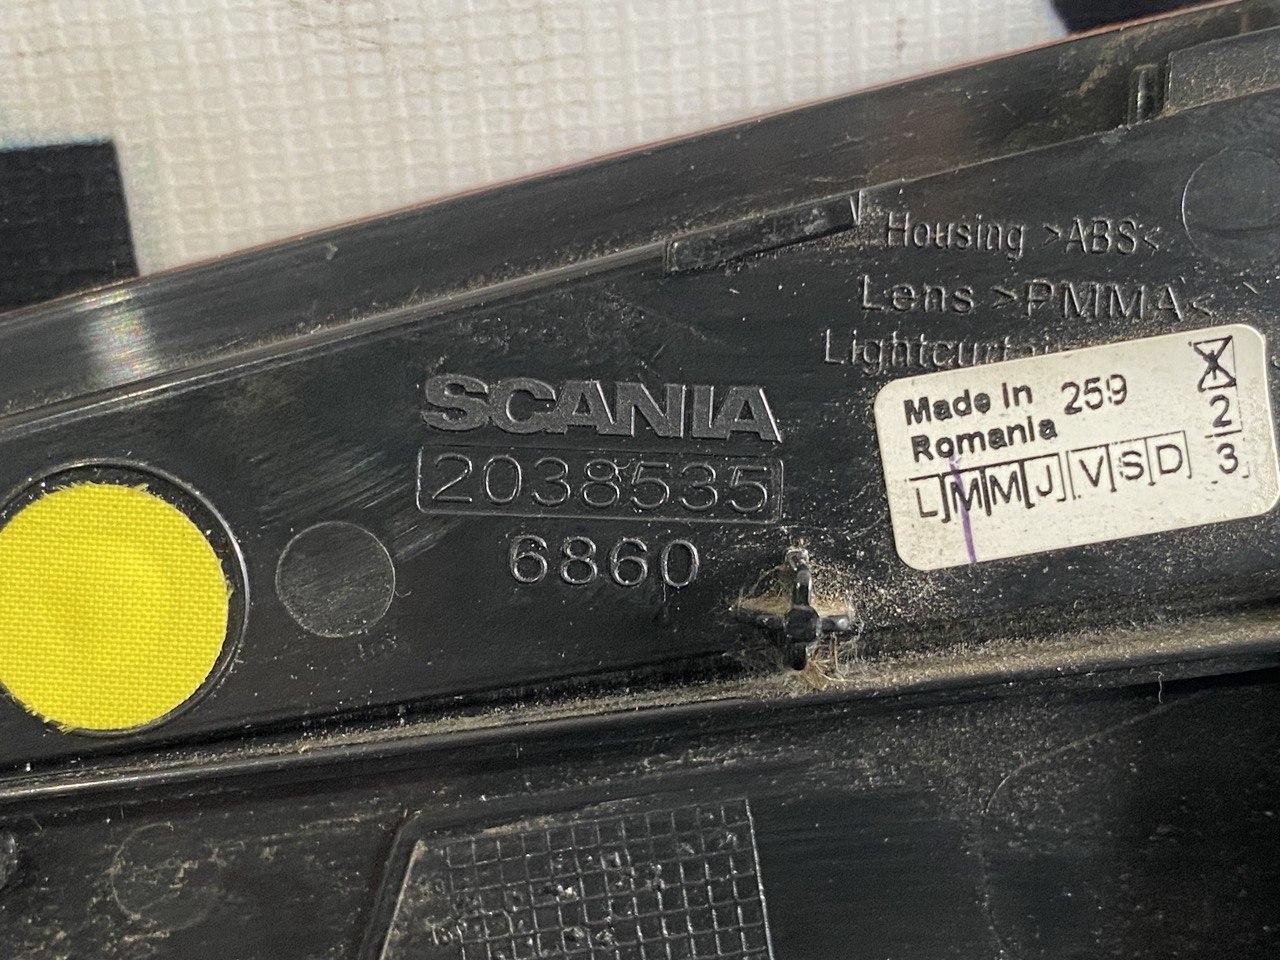 Housing >ABS<
Lens >PMMA<
SCANIA
2038535
6860
Made in
Romania
259
2
3
L M M J V S D